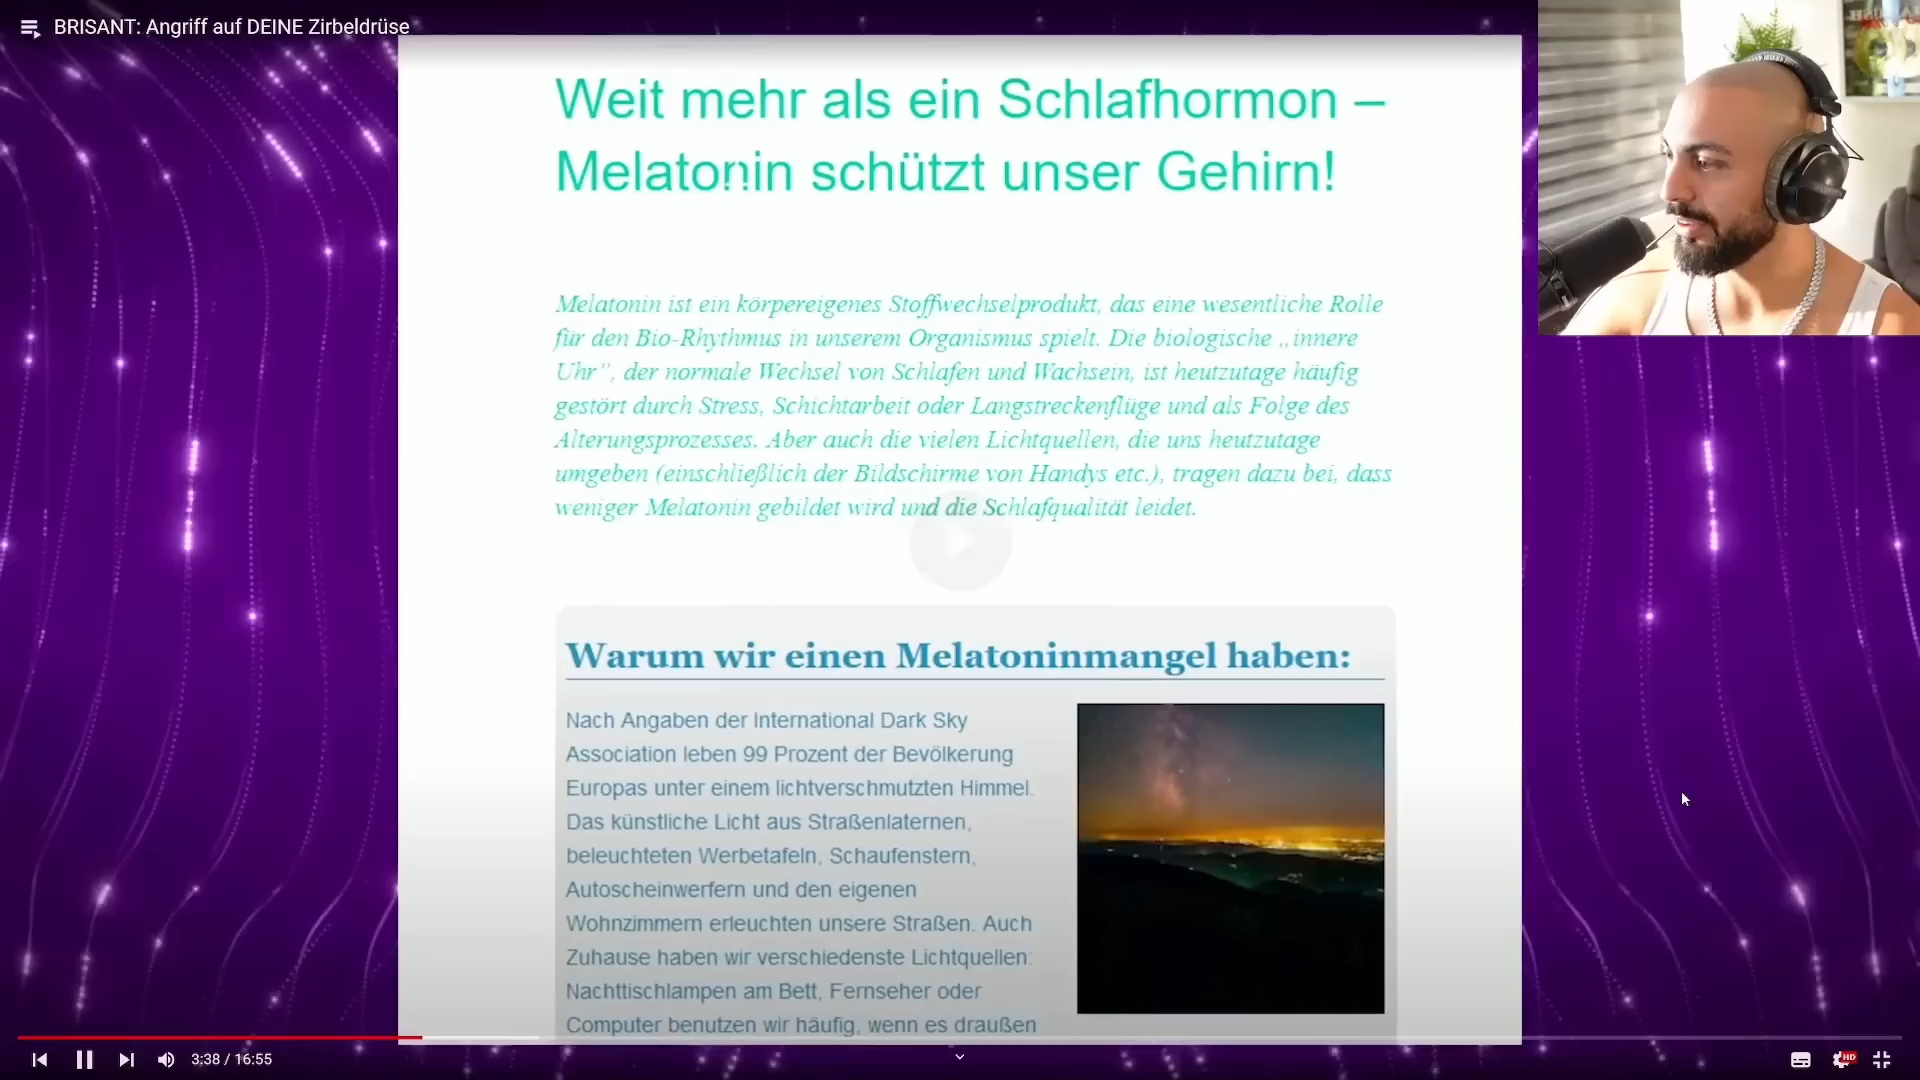 BRISANT: Angriff auf DEINE Zirbeldrüse
Weit mehr als ein Schlafhormon –
Melatonin schützt unser Gehirn!
Melatonin ist ein körpereigenes Stoffwechselprodukt, das eine wesentliche Rolle
für den Bio-Rhythmus in unserem Organismus spielt. Die biologische „innere
Uhr”, der normale Wechsel von Schlafen und Wachsein, ist heutzutage häufig
gestört durch Stress, Schichtarbeit oder Langstreckenflüge und als Folge des
Alterungsprozesses. Aber auch die vielen Lichtquellen, die uns heutzutage
umgeben (einschließlich der Bildschirme von Handys etc.), tragen dazu bei, dass
weniger Melatonin gebildet wird und die Schlafqualität leidet.
Warum wir einen Melatoninmangel haben:
Nach Angaben der International Dark Sky
Association leben 99 Prozent der Bevölkerung
Europas unter einem lichtverschmutzten Himmel.
Das künstliche Licht aus Straßenlaternen,
beleuchteten Werbetafeln, Schaufenstern,
Autoscheinwerfern und den eigenen
Wohnzimmern erleuchten unsere Straßen. Auch
Zuhause haben wir verschiedenste Lichtquellen:
Nachttischlampen am Bett, Fernseher oder
Computer benutzen wir häufig, wenn es draußen
3:38 / 16:55
HD